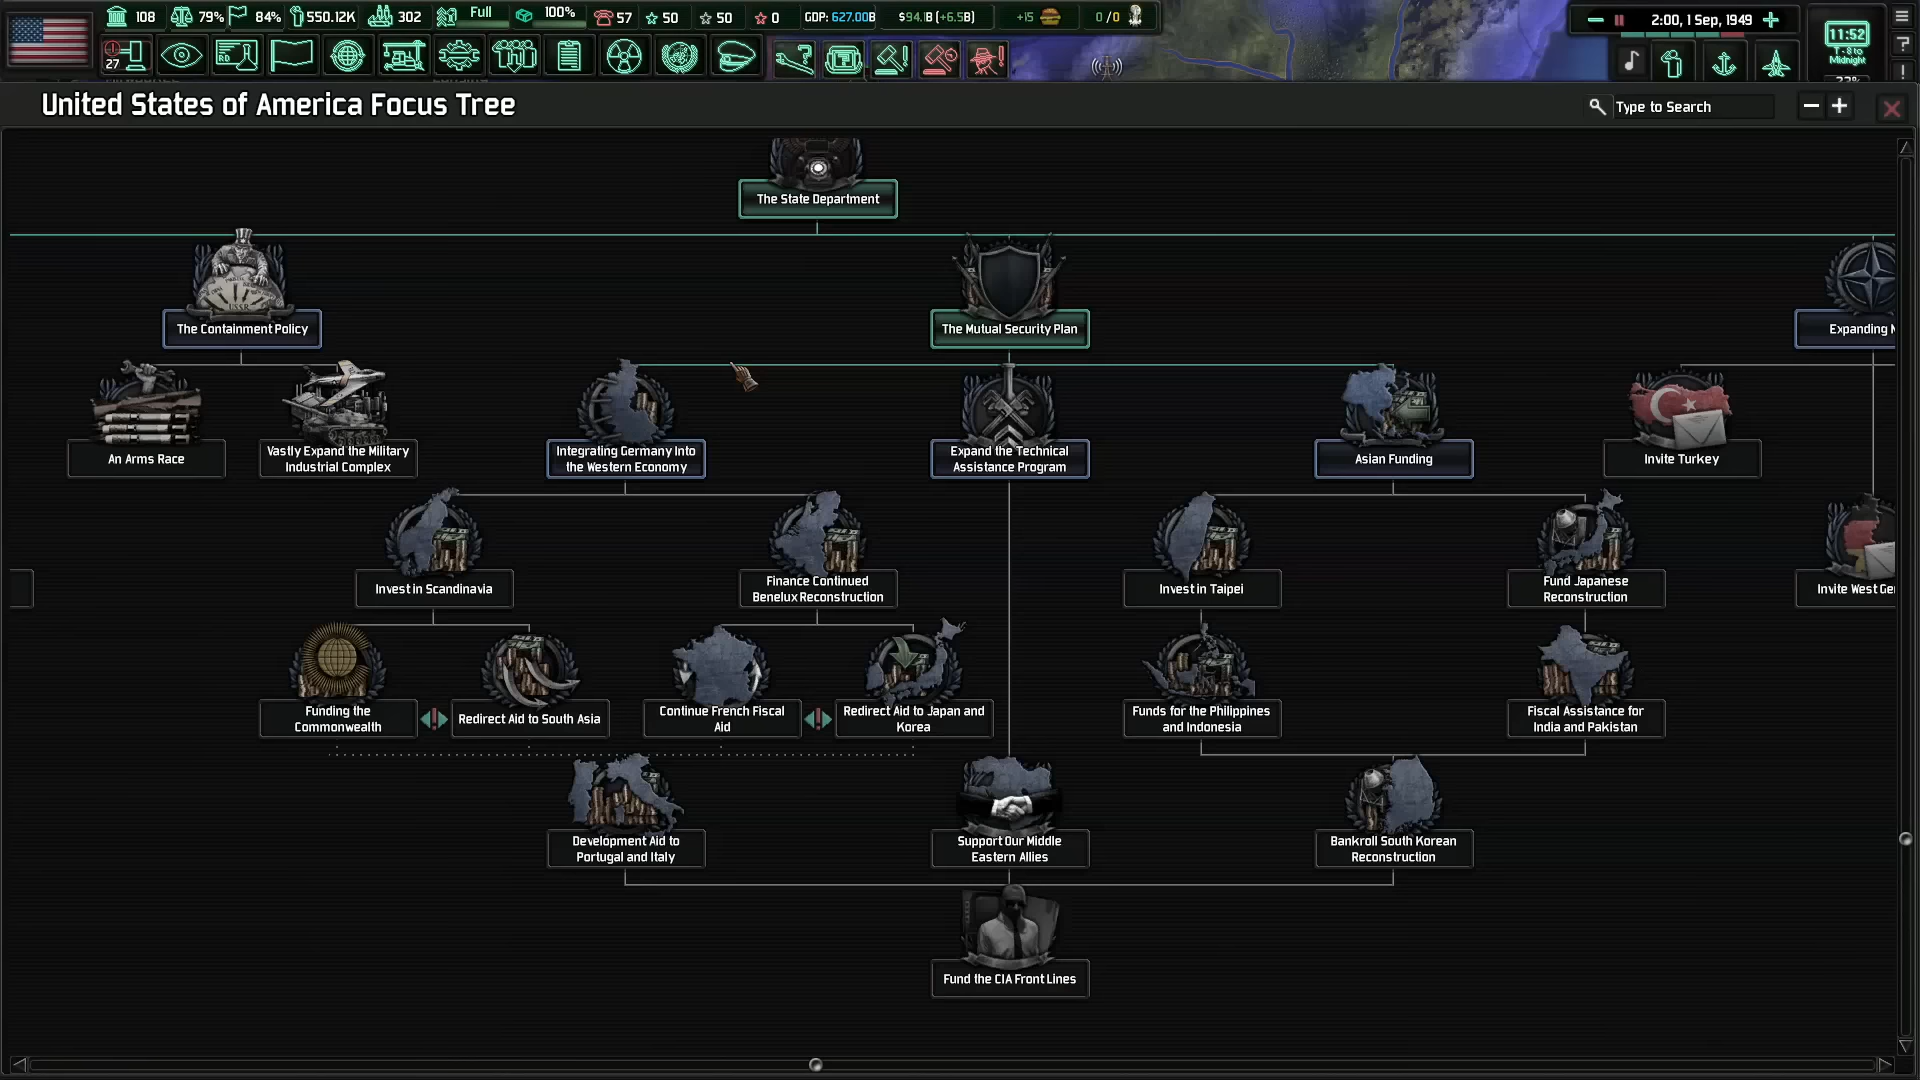 108
79%
84%
550.12K
302
Full
100%
57
50
50
0
GDP: 627.00B
$94.1B (+6.5B)
+15
0 / 0
2:00, 1 Sep, 1949
11:52
T - 8 to
Midnight
27
United States of America Focus Tree
Type to Search
The State Department
The Containment Policy
The Mutual Security Plan
Expanding N
An Arms Race
Vastly Expand the Military
Industrial Complex
Integrating Germany Into
the Western Economy
Expand the Technical
Assistance Program
Asian Funding
Invite Turkey
Invest in Scandinavia
Finance Continued
Benelux Reconstruction
Invest in Taipei
Fund Japanese
Reconstruction
Invite West Ge
Funding the
Commonwealth
Redirect Aid to South Asia
Continue French Fiscal
Aid
Redirect Aid to Japan and
Korea
Funds for the Philippines
and Indonesia
Fiscal Assistance for
India and Pakistan
Development Aid to
Portugal and Italy
Support Our Middle
Eastern Allies
Bankroll South Korean
Reconstruction
Fund the CIA Front Lines